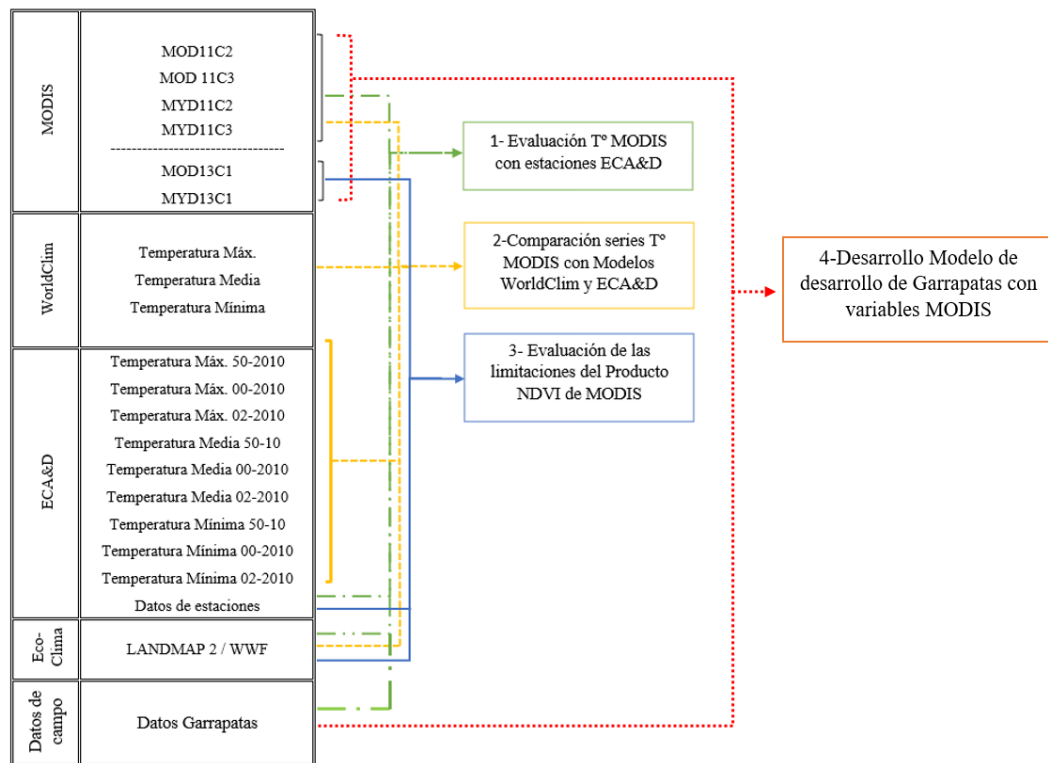 MODIS
MOD11C2
MOD 11C3
MYD11C2
MYD11C3
--------------------------------
MOD13C1
MYD13C1
WorldClim
Temperatura Máx.
Temperatura Media
Temperatura Mínima
ECA&D
Temperatura Máx. 50-2010
Temperatura Máx. 00-2010
Temperatura Máx. 02-2010
Temperatura Media 50-10
Temperatura Media 00-2010
Temperatura Media 02-2010
Temperatura Mínima 50-10
Temperatura Mínima 00-2010
Temperatura Mínima 02-2010
Datos de estaciones
Eco-
Clima
LANDMAP 2 / WWF
Datos de
campo
Datos Garrapatas
1- Evaluación Tº MODIS
con estaciones ECA&D
2-Comparación series Tº
MODIS con Modelos
WorldClim y ECA&D
3- Evaluación de las
limitaciones del Producto
NDVI de MODIS
4-Desarrollo Modelo de
desarrollo de Garrapatas con
variables MODIS